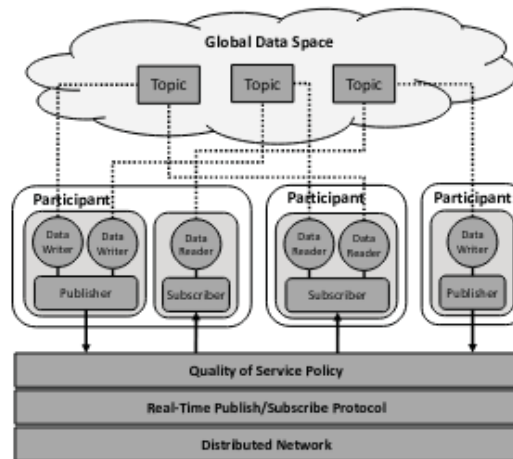 Global Data Space
Topic
Topic
Topic
Participant
Participant
Participant
Data
Writer
Data
Writer
Data
Reader
Data
Reader
Data
Reader
Data
Writer
Publisher
Subscriber
Subscriber
Publisher
Quality of Service Policy
Real-Time Publish/Subscribe Protocol
Distributed Network